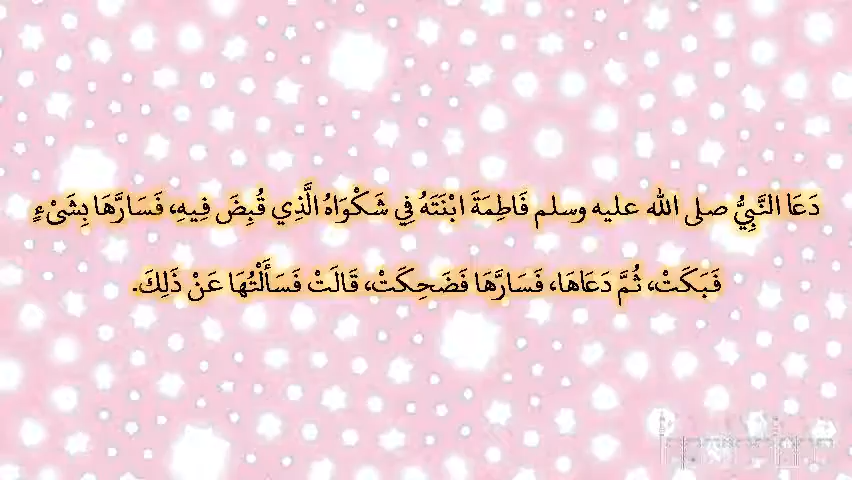 دَعَا النَّبِيُّ صلى الله عليه وسلم فَاطِمَةَ ابْنَتَهُ فِي شَكْوَاهُ الَّذِي قُبِضَ فِيهِ، فَسَارَّهَا بِشَىْءٍ
فَبَكَتْ، ثُمَّ دَعَاهَا، فَسَارَّهَا فَضَحِكَتْ، قَالَتْ فَسَأَلْتُهَا عَنْ ذَلِكَ‏.‏